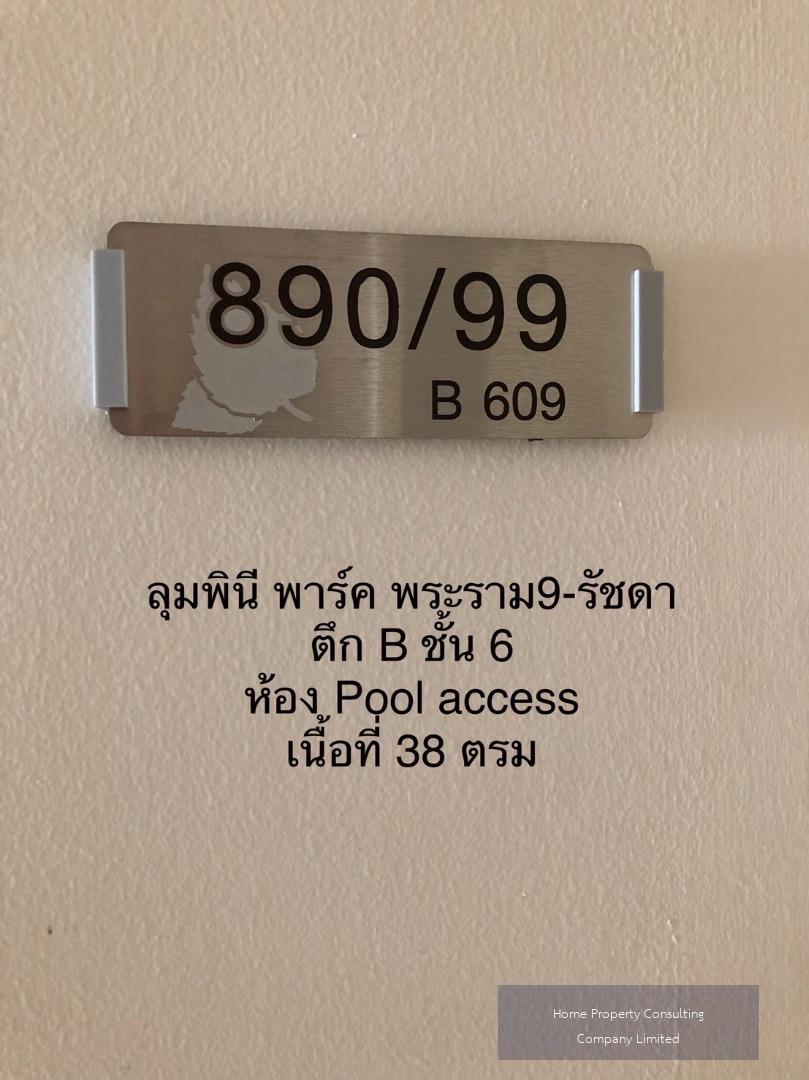 890/99
B 609
ลุมพินี พาร์ค พระราม9-รัชดา
ตึก B ชั้น 6
ห้อง Pool access
เนื้อที่ 38 ตรม
Home Property Consulting
Company Limited